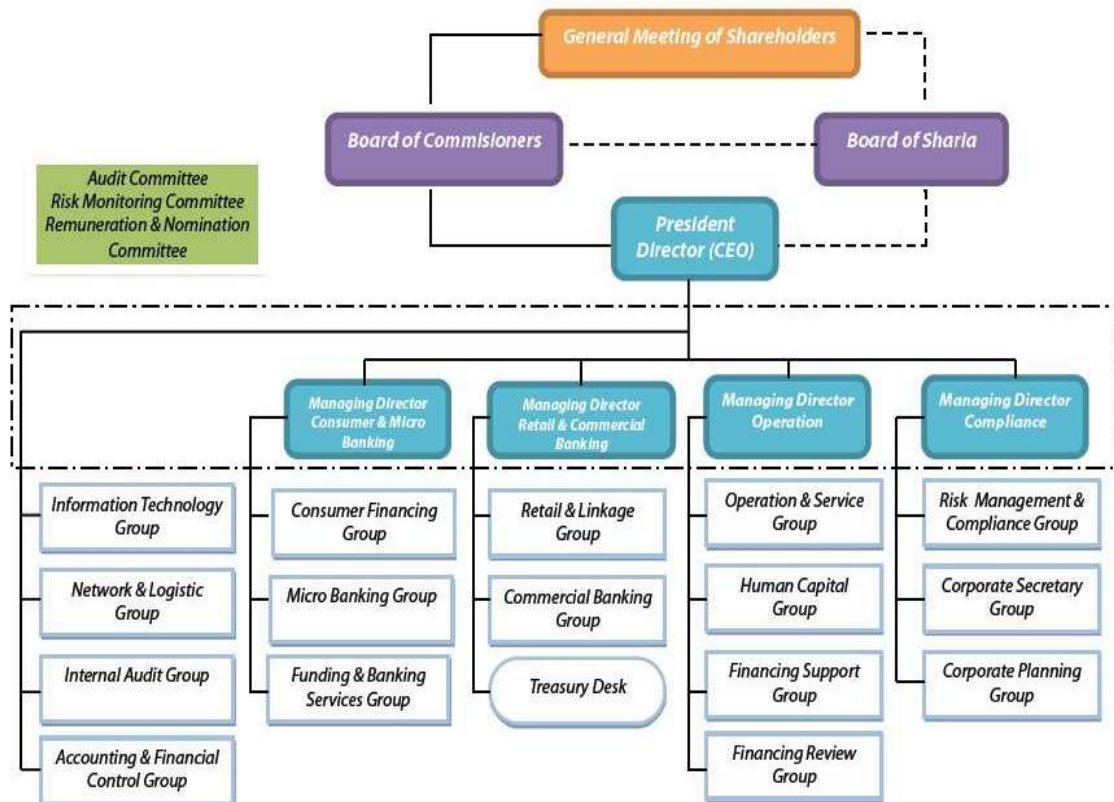 General Meeting of Shareholders
Board of Commisioners
Board of Sharia
Audit Committee
Risk Monitoring Committee
Remuneration & Nomination
Committee
President
Director (CEO)
Managing Director
Consumer & Micro
Banking
Managing Director
Retail & Commercial
Banking
Managing Director
Operation
Managing Director
Compliance
Information Technology
Group
Network & Logistic
Group
Internal Audit Group
Accounting & Financial
Control Group
Consumer Financing
Group
Micro Banking Group
Funding & Banking
Services Group
Retail & Linkage
Group
Commercial Banking
Group
Treasury Desk
Operation & Service
Group
Human Capital
Group
Financing Support
Group
Financing Review
Group
Risk Management &
Compliance Group
Corporate Secretary
Group
Corporate Planning
Group